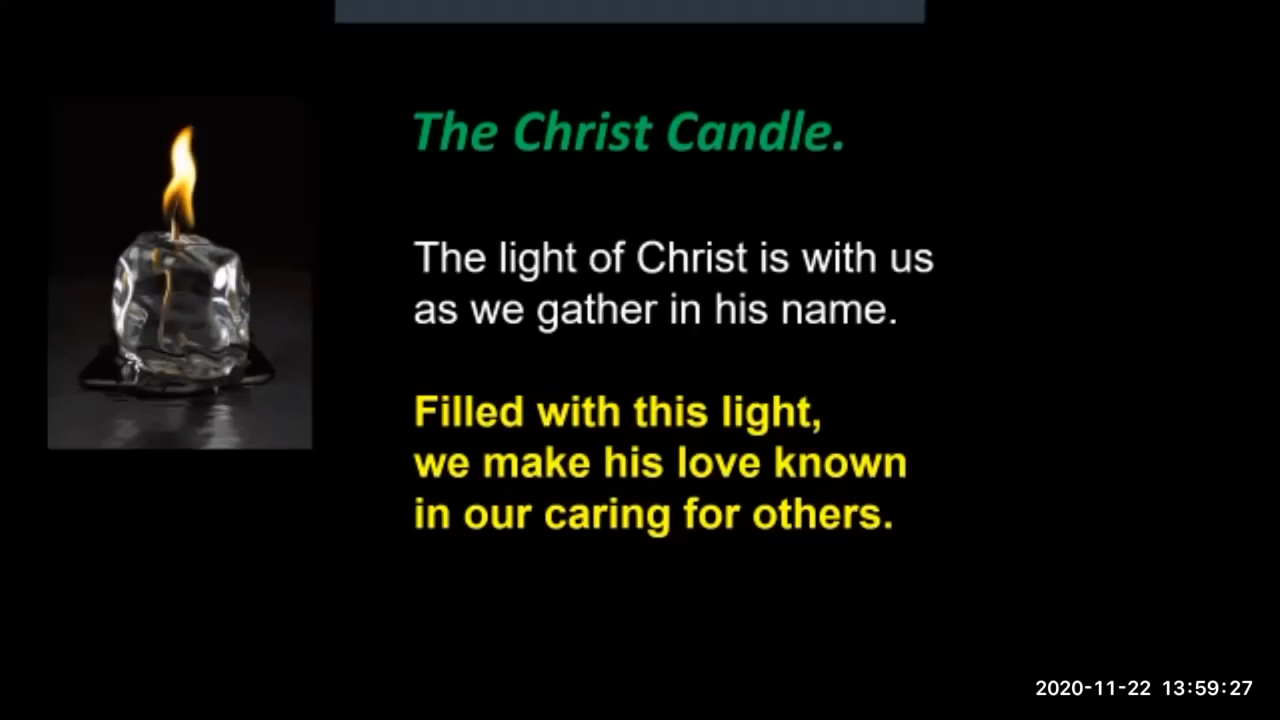 The Christ Candle.
The light of Christ is with us
as we gather in his name.
Filled with this light,
we make his love known
in our caring for others.
2020-11-22 13:59:27